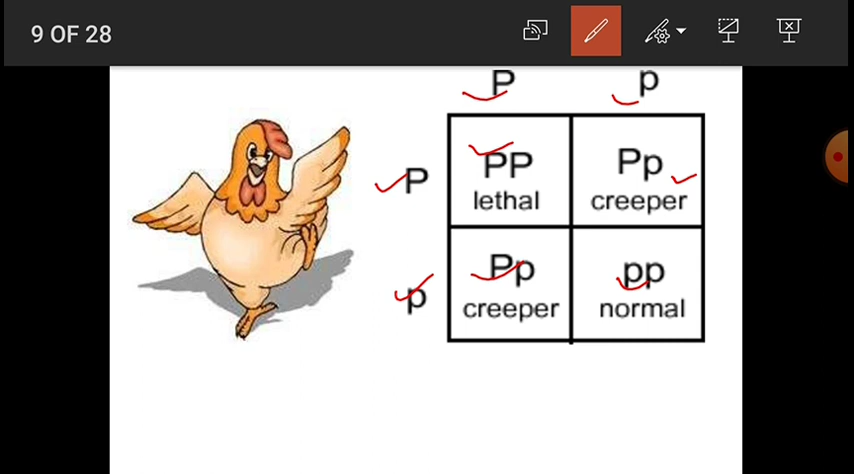 9 OF 28
P p
P PP Pp
lethal creeper
p Pp pp
creeper normal